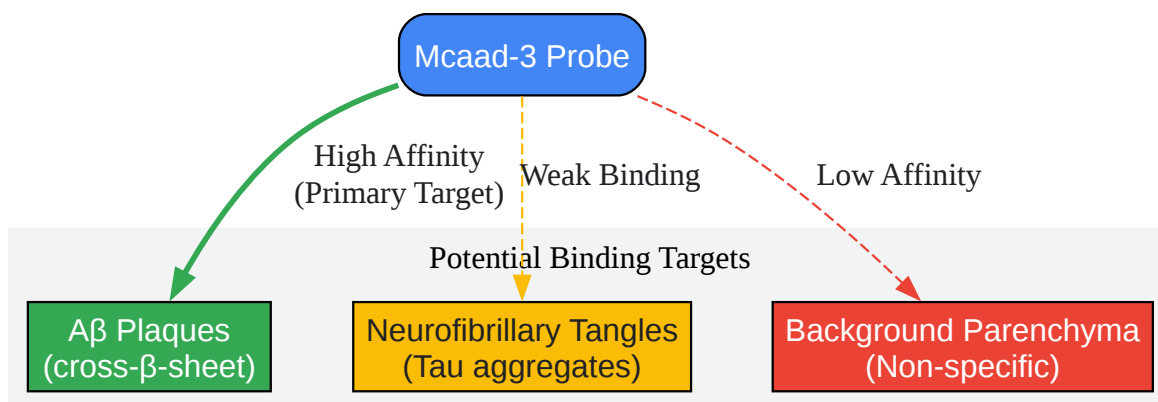 Mcaad-3 Probe
High Affinity
(Primary Target)
Weak Binding
Low Affinity
Potential Binding Targets
Aβ Plaques
(cross-β-sheet)
Neurofibrillary Tangles
(Tau aggregates)
Background Parenchyma
(Non-specific)